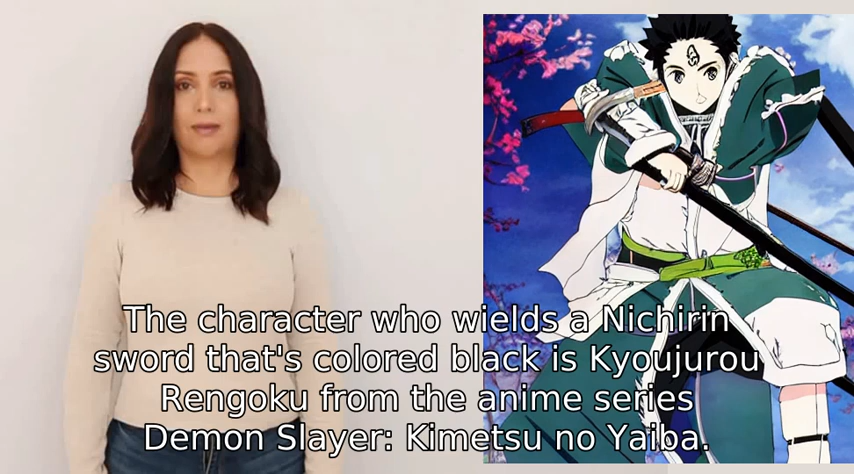 The character who wields a Nichirin
sword that's colored black is Kyoujurou
Rengoku from the anime series
Demon Slayer: Kimetsu no Yaiba.